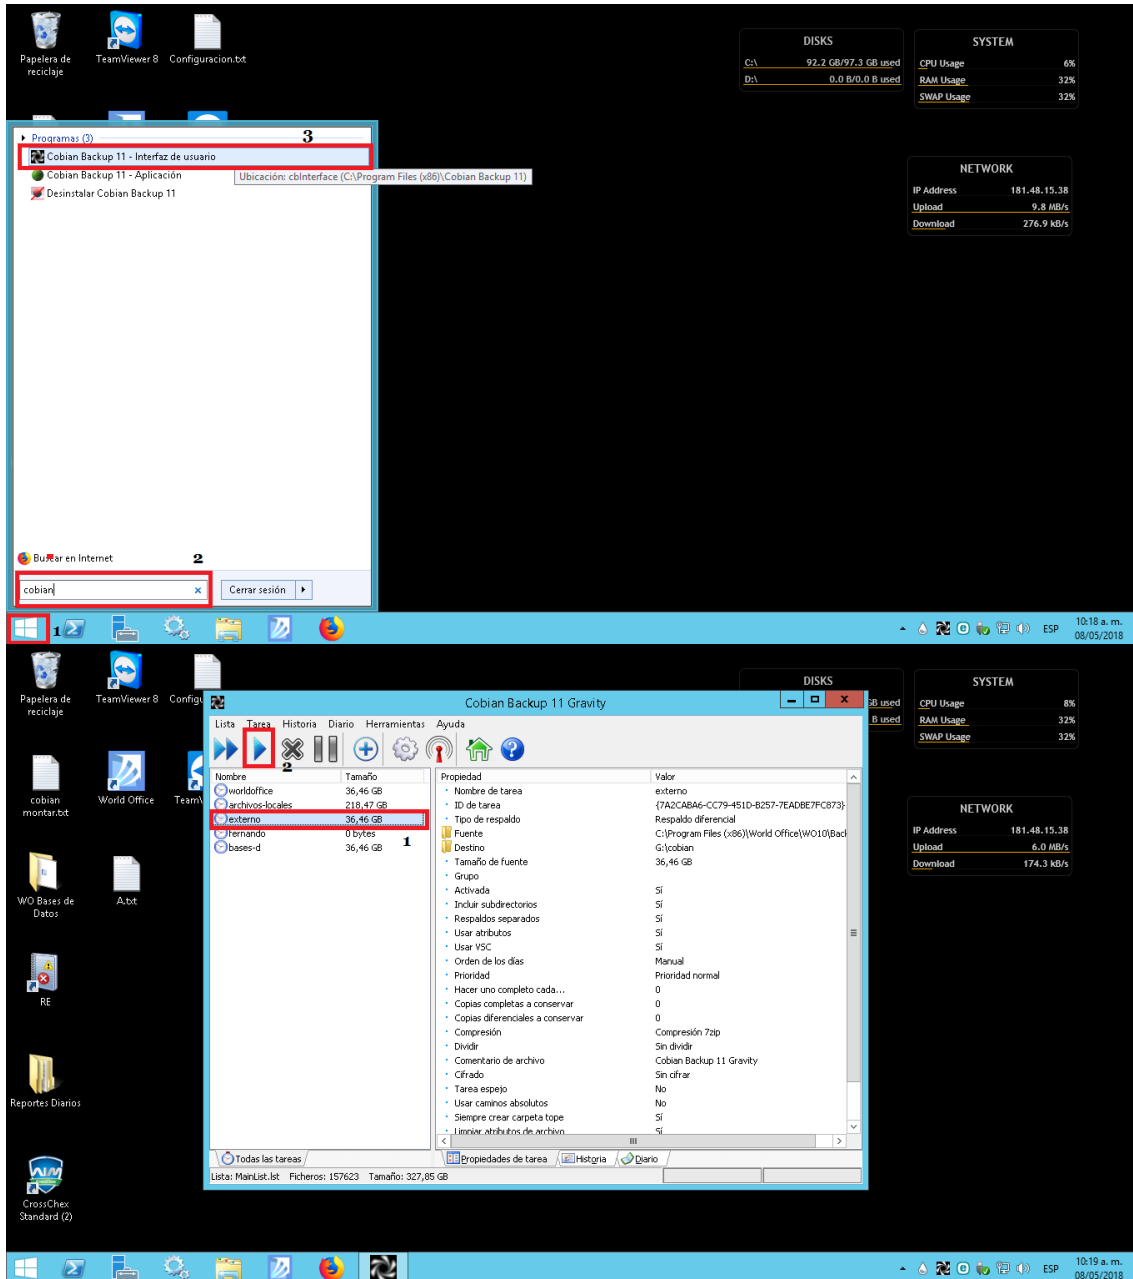 Papelera de reciclaje
TeamViewer 8
Configuracion.txt
DISKS
C:\ 92.2 GB/97.3 GB used
D:\ 0.0 B/0.0 B used
SYSTEM
CPU Usage 6%
RAM Usage 32%
SWAP Usage 32%
NETWORK
IP Address 181.48.15.38
Upload 9.8 MB/s
Download 276.9 kB/s
Programas (3)
3
Cobian Backup 11 - Interfaz de usuario
Cobian Backup 11 - Aplicación
Ubicación: cbInterface (C:\Program Files (x86)\Cobian Backup 11)
Desinstalar Cobian Backup 11
Buscar en Internet
2
cobian
Cerrar sesión
1
ESP
10:18 a. m.
08/05/2018
Papelera de reciclaje
TeamViewer 8
Configu
DISKS
GB used
B used
SYSTEM
CPU Usage 8%
RAM Usage 32%
SWAP Usage 32%
NETWORK
IP Address 181.48.15.38
Upload 6.0 MB/s
Download 174.3 kB/s
cobian montar.txt
World Office
Team
WO Bases de Datos
A.txt
RE
Reportes Diarios
CrossChex Standard (2)
Cobian Backup 11 Gravity
Lista Tarea Historia Diario Herramientas Ayuda
2
Nombre Tamaño
worldoffice 36,46 GB
archivos-locales 218,47 GB
externo 36,46 GB
fernando 0 bytes
bases-d 36,46 GB
1
Propiedad Valor
Nombre de tarea externo
ID de tarea {7A2CABA6-CC79-451D-B257-7EADBE7FC873}
Tipo de respaldo Respaldo diferencial
Fuente C:\Program Files (x86)\World Office\WO10\Back
Destino G:\cobian
Tamaño de fuente 36,46 GB
Grupo
Activada Sí
Incluir subdirectorios Sí
Respaldos separados Sí
Usar atributos Sí
Usar VSC Sí
Orden de los días Manual
Prioridad Prioridad normal
Hacer uno completo cada... 0
Copias completas a conservar 0
Copias diferenciales a conservar 0
Compresión Compresión 7zip
Dividir Sin dividir
Comentario de archivo Cobian Backup 11 Gravity
Cifrado Sin cifrar
Tarea espejo No
Usar caminos absolutos No
Siempre crear carpeta tope Sí
Limpiar atributos de archivo Sí
Todas las tareas
Propiedades de tarea Historia Diario
Lista: MainList.lst Ficheros: 157623 Tamaño: 327,85 GB
ESP
10:19 a. m.
08/05/2018